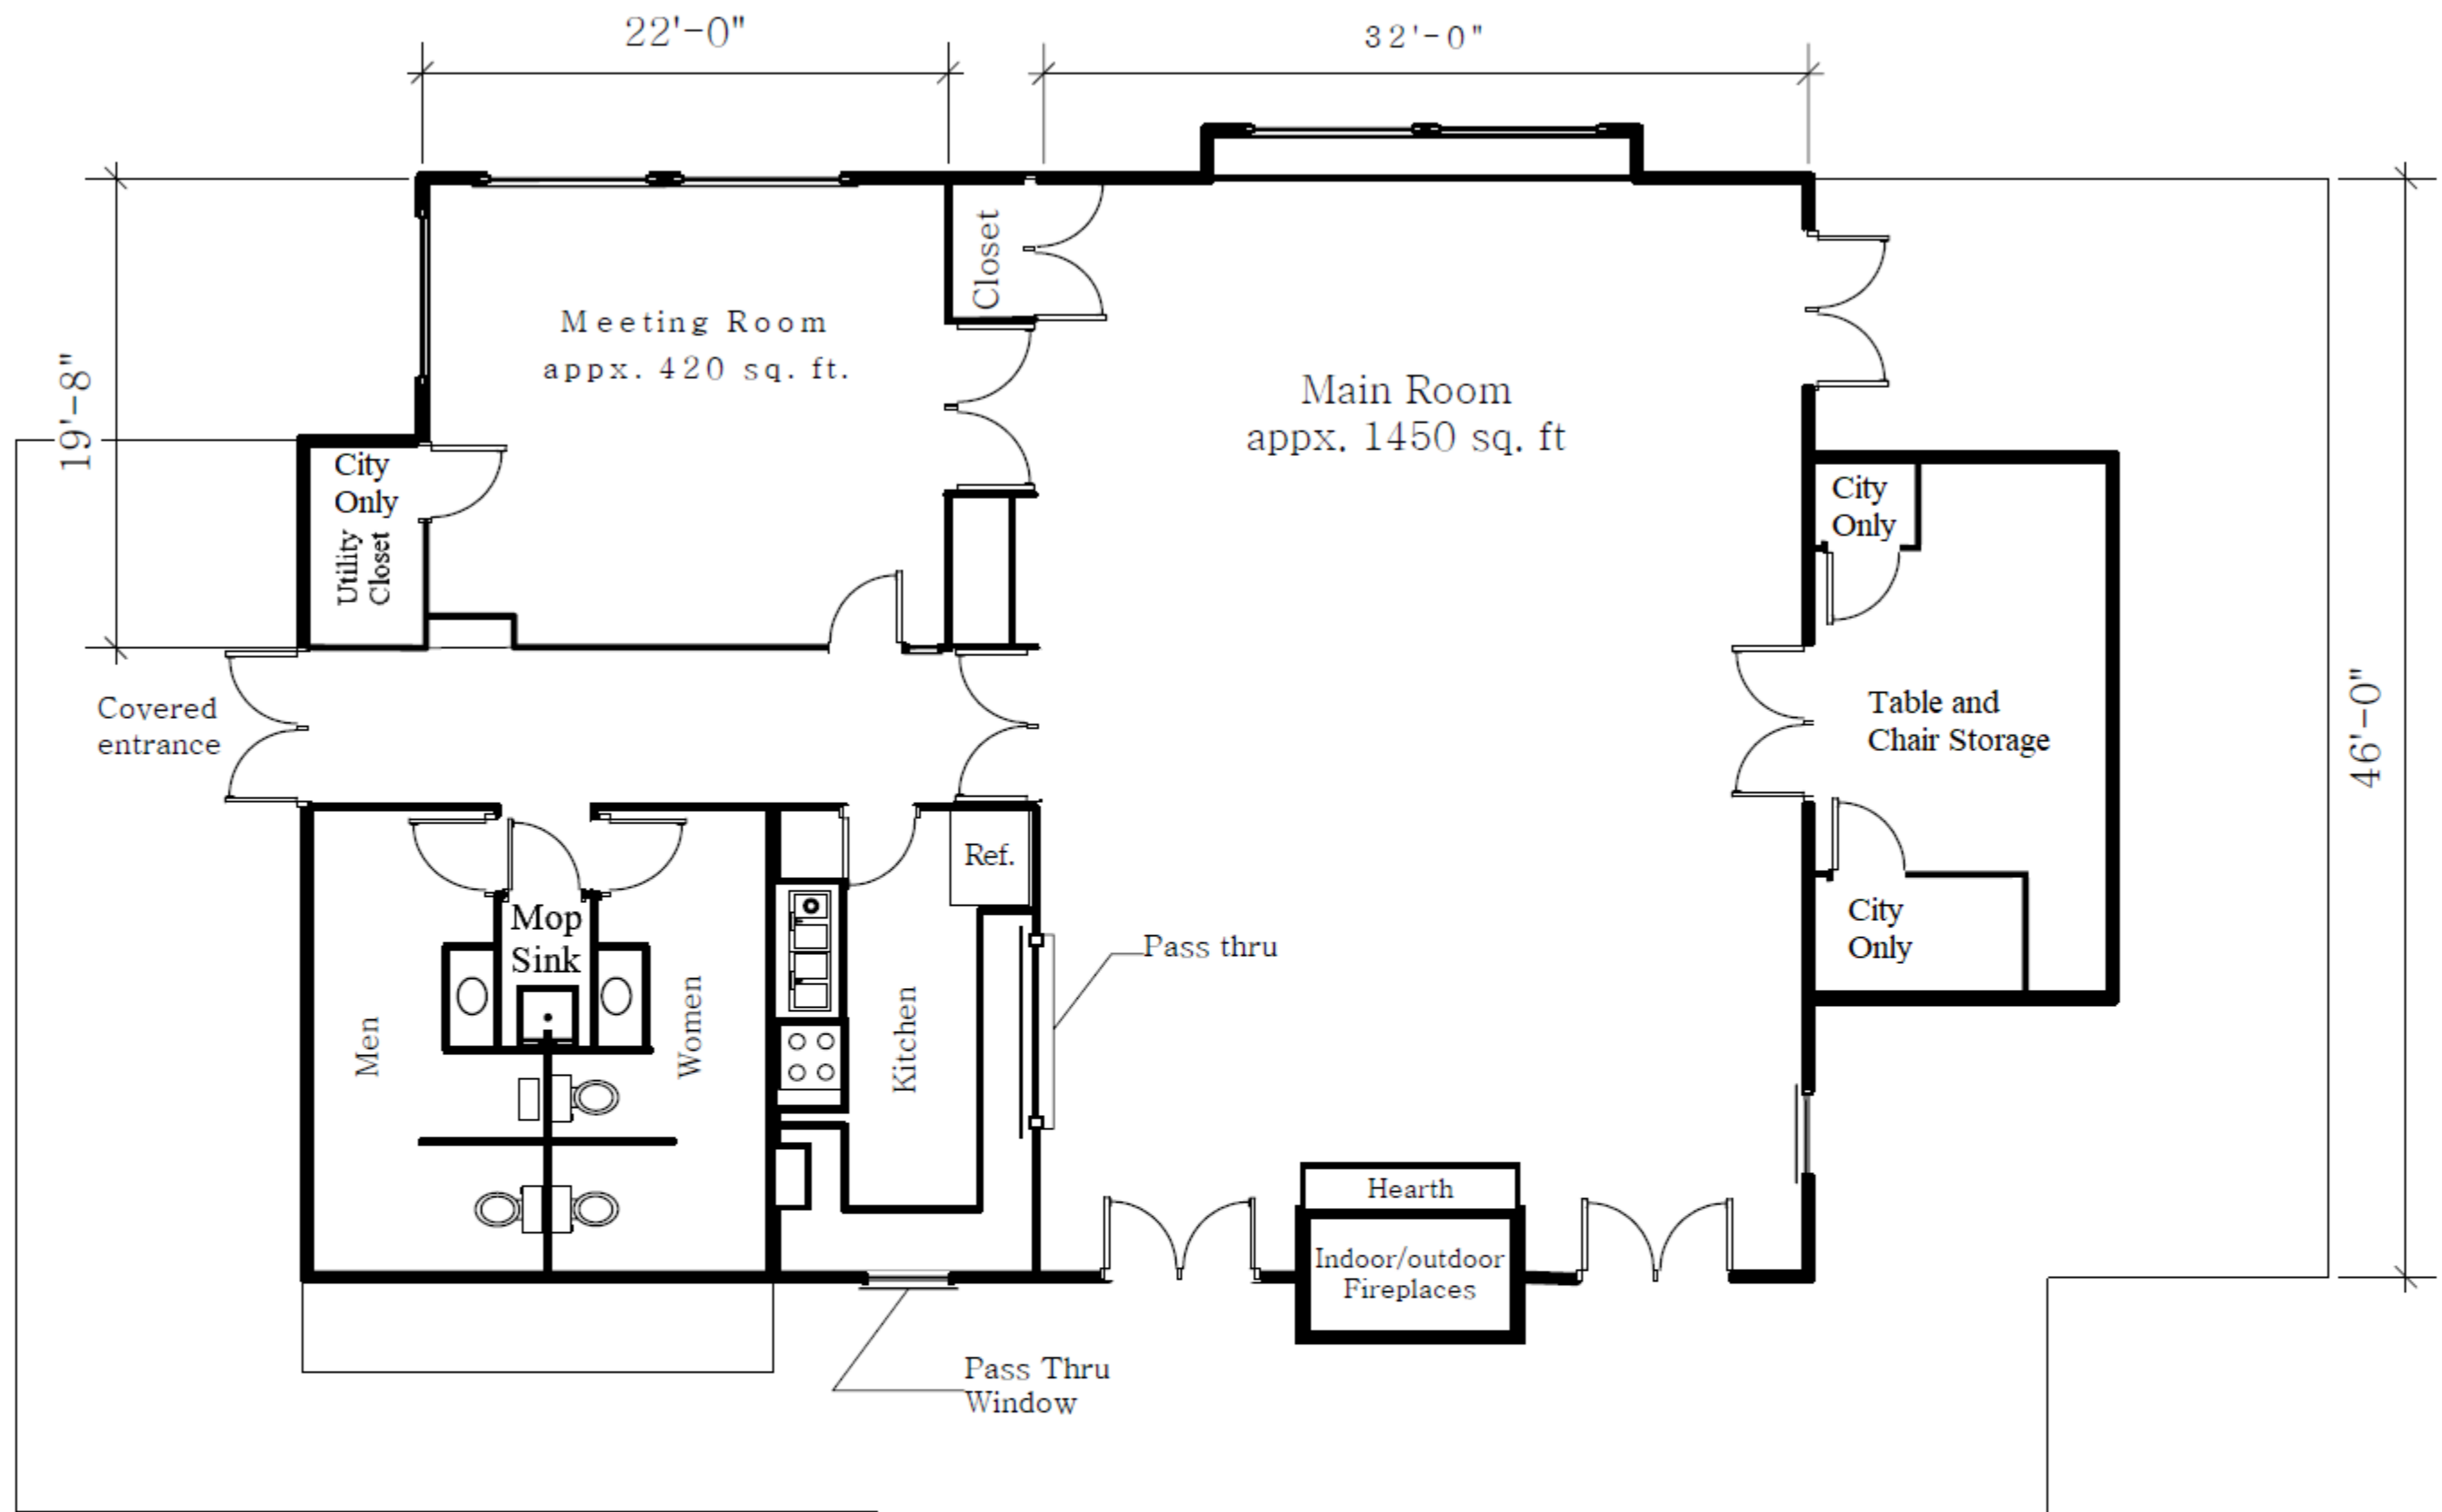 22'-0"
32'-0"
19'-8"
46'-0"
Meeting Room
appx. 420 sq. ft.
Closet
Main Room
appx. 1450 sq. ft
City
Only
Utility
Closet
City
Only
Covered
entrance
Table and
Chair Storage
Ref.
Mop
Sink
City
Only
Pass thru
Men
Women
Kitchen
Hearth
Indoor/outdoor
Fireplaces
Pass Thru
Window